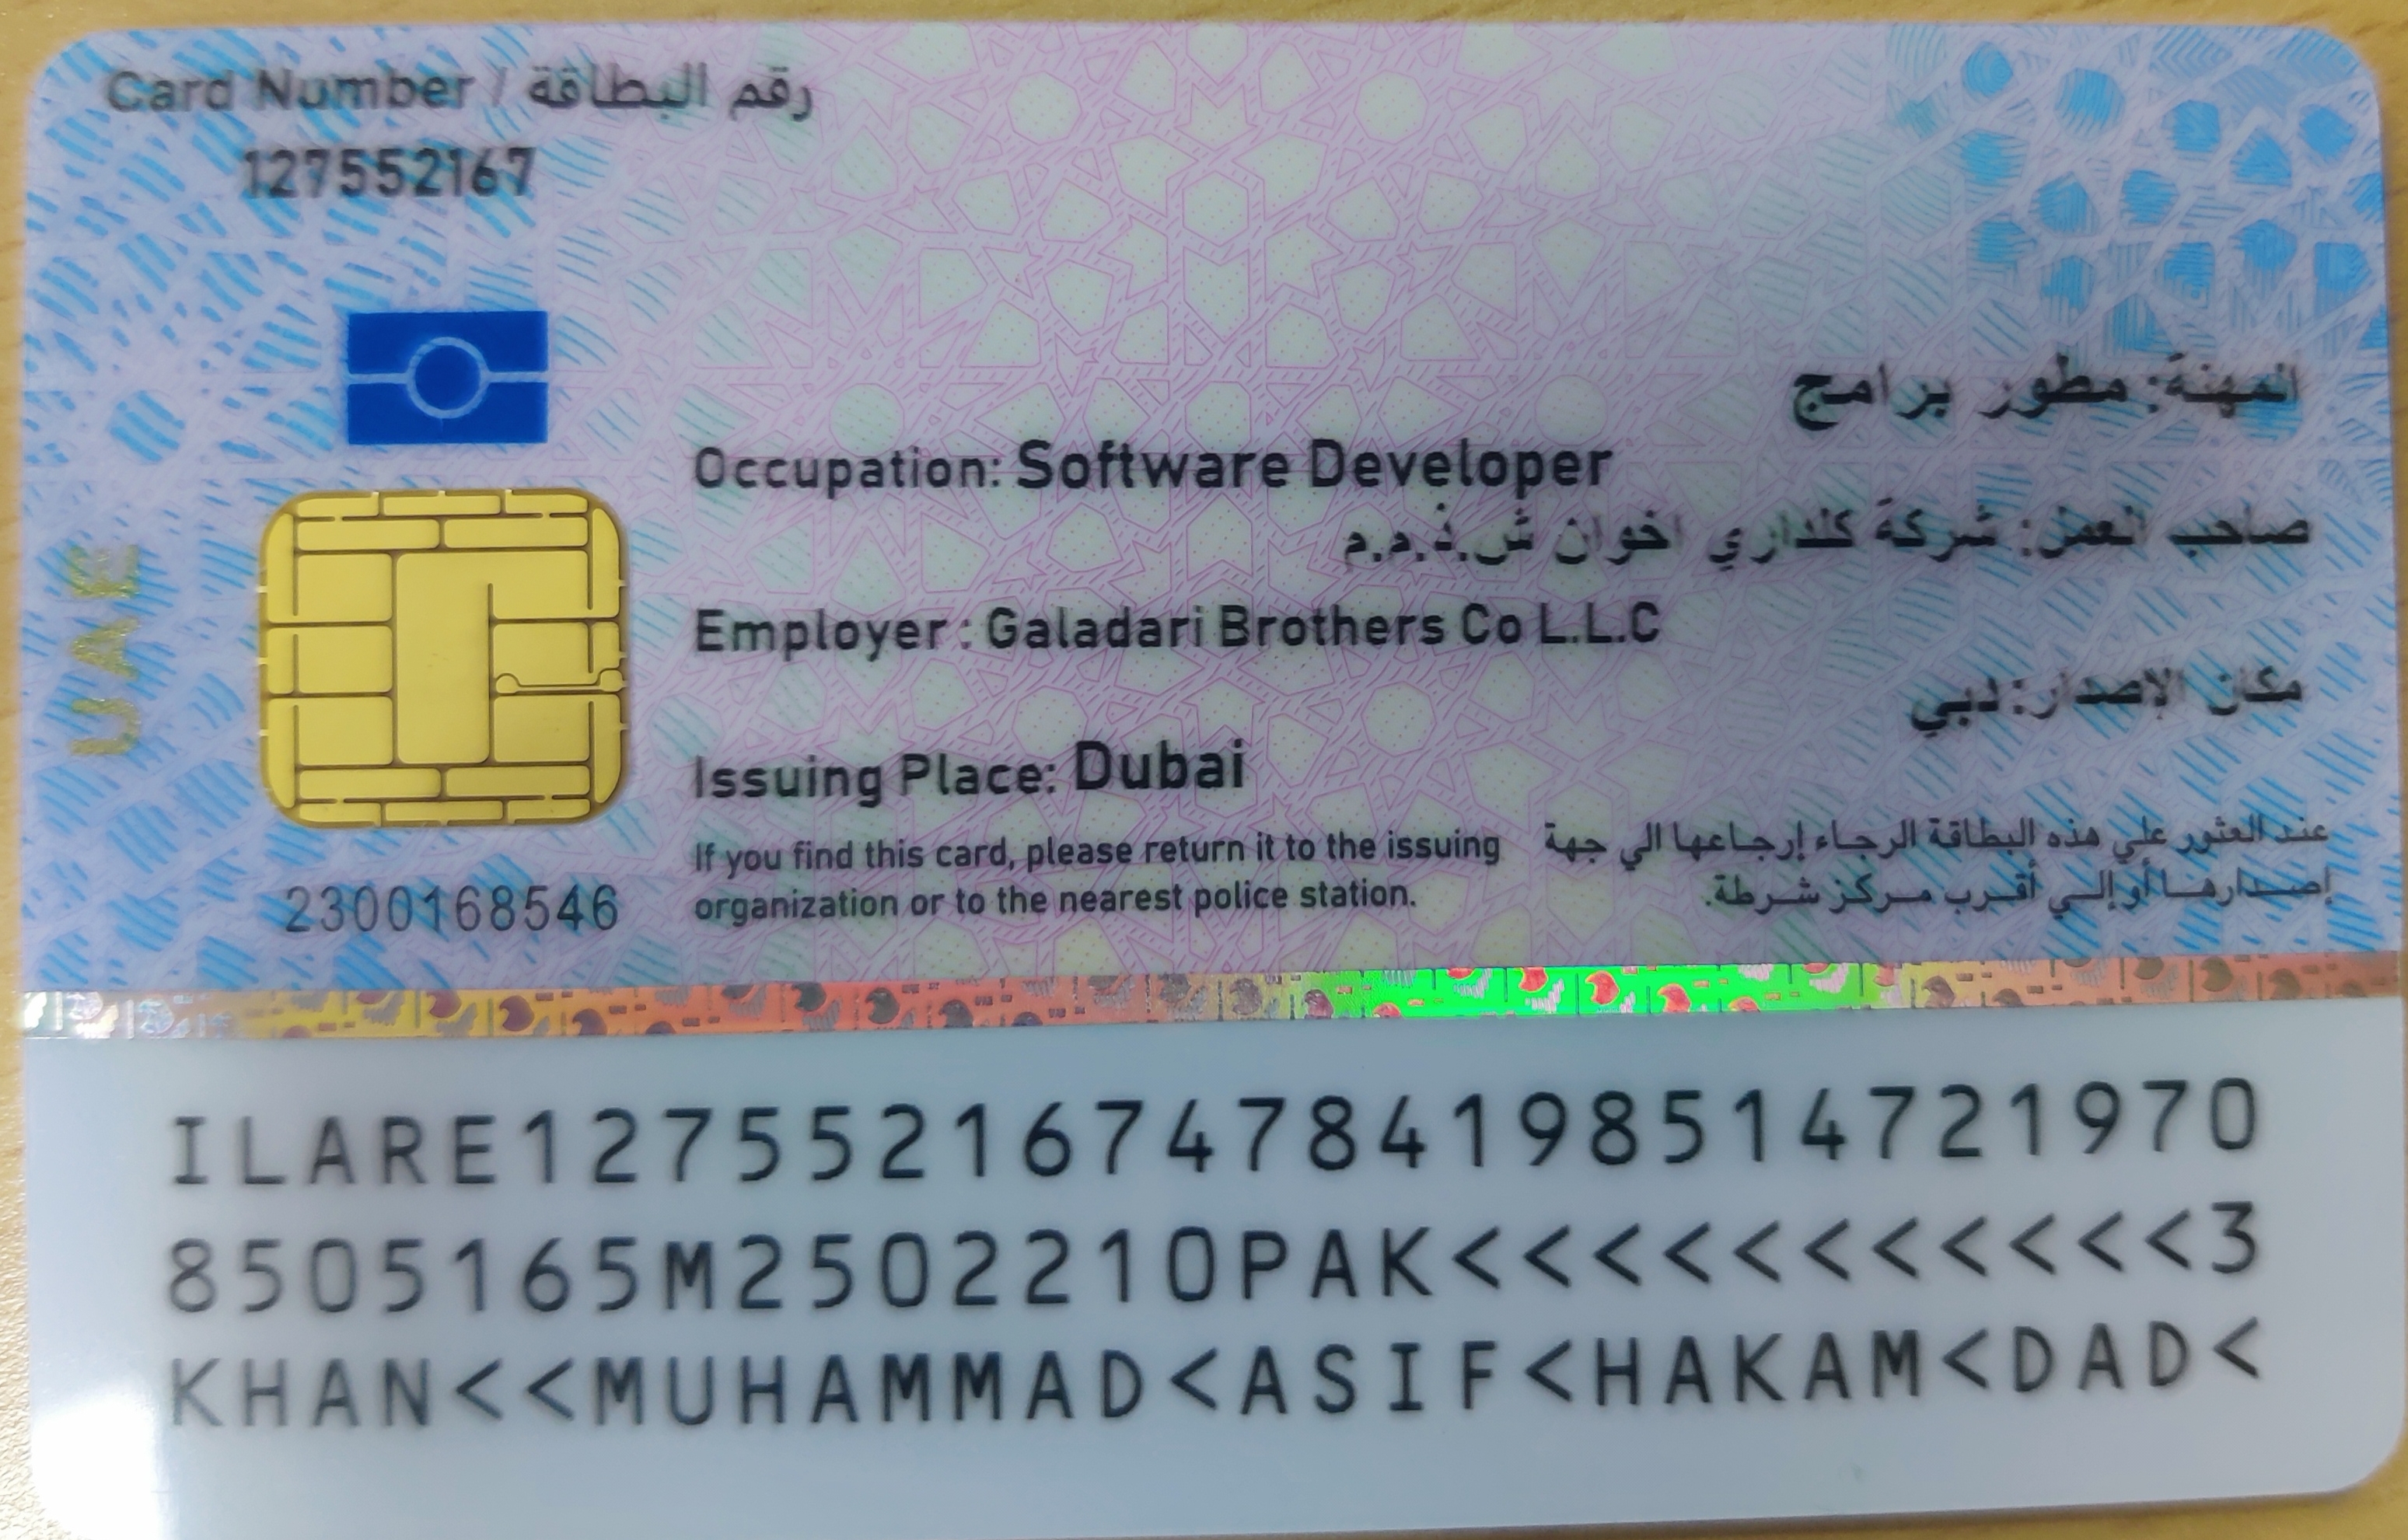 Card Number / رقم البطاقة
127552167
المهنة: مطور برامج
Occupation: Software Developer
صاحب العمل: شركة كلداري اخوان ش.ذ.م.م
Employer: Galadari Brothers Co L.L.C
مكان الإصدار: دبي
Issuing Place: Dubai
If you find this card, please return it to the issuing
organization or to the nearest police station.
عند العثور علي هذه البطاقة الرجاء إرجاعها الي جهة
إصدارها أو إلي أقرب مركز شرطة.
UAE
2300168546
ILARE1275521674784198514721970
8505165M2502210PAK<<<<<<<<<<<3
KHAN<<MUHAMMAD<ASIF<HAKAM<DAD<